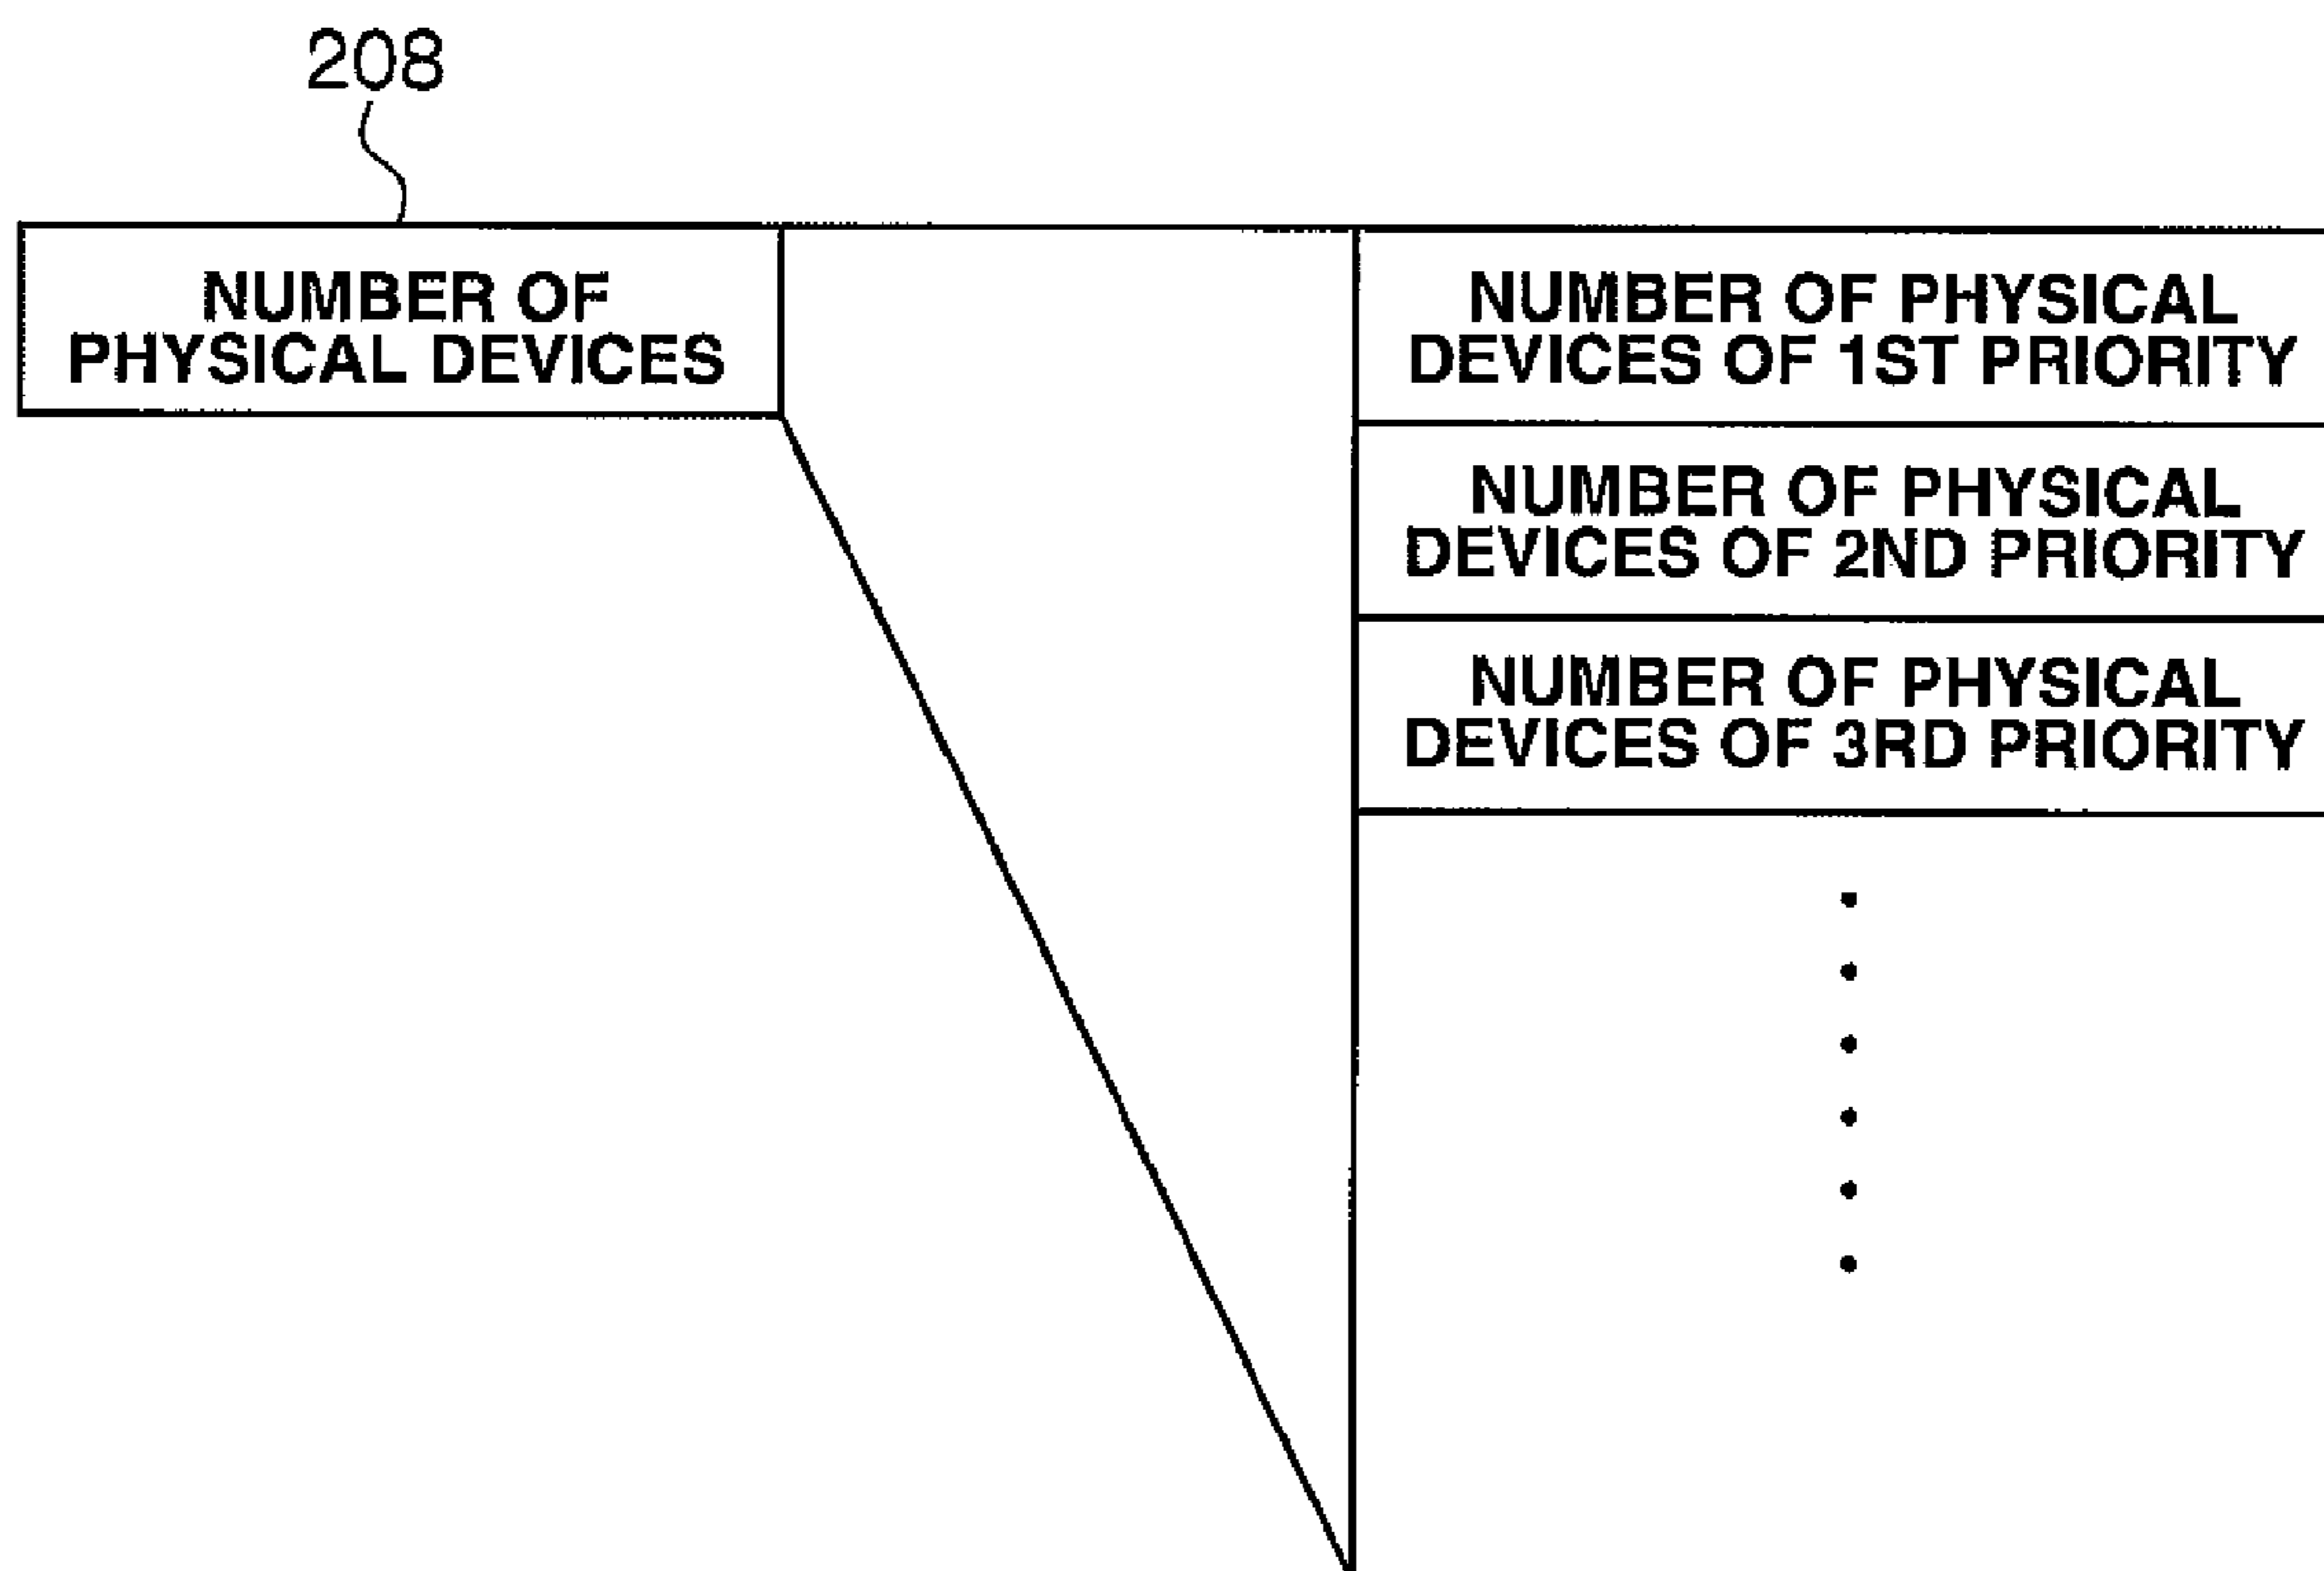 208
NUMBER OF
PHYSICAL DEVICES
NUMBER OF PHYSICAL
DEVICES OF 1ST PRIORITY
NUMBER OF PHYSICAL
DEVICES OF 2ND PRIORITY
NUMBER OF PHYSICAL
DEVICES OF 3RD PRIORITY